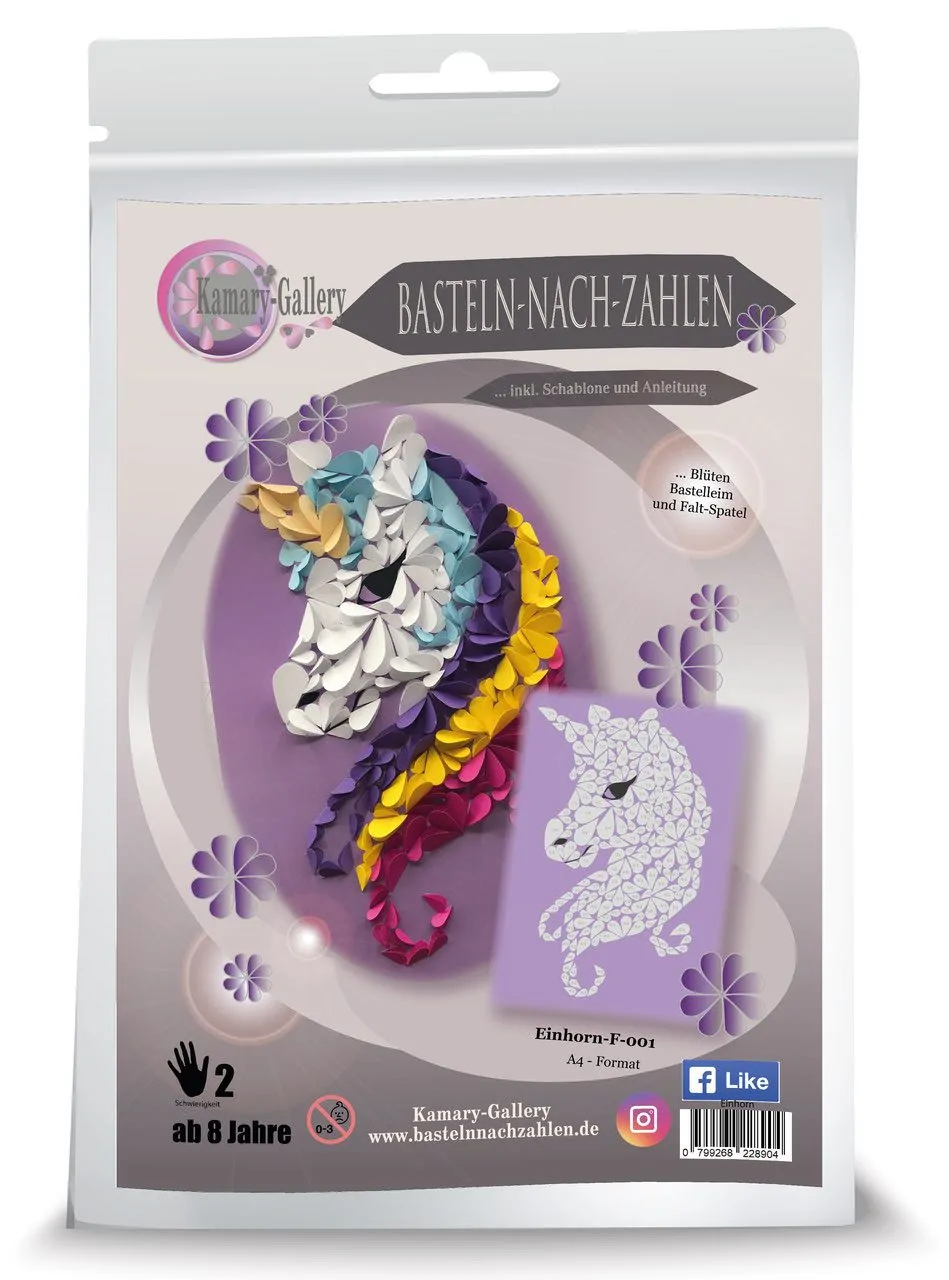 Kamary-Gallery
BASTELN-NACH-ZAHLEN
... inkl. Schablone und Anleitung
... Blüten
Bastelleim
und Falt-Spatel
Einhorn-F-001
A4 - Format
2
Schwierigkeit
ab 8 Jahre
0-3
Kamary-Gallery
www.bastelnnachzahlen.de
f Like
Einhorn
0 799268 228904